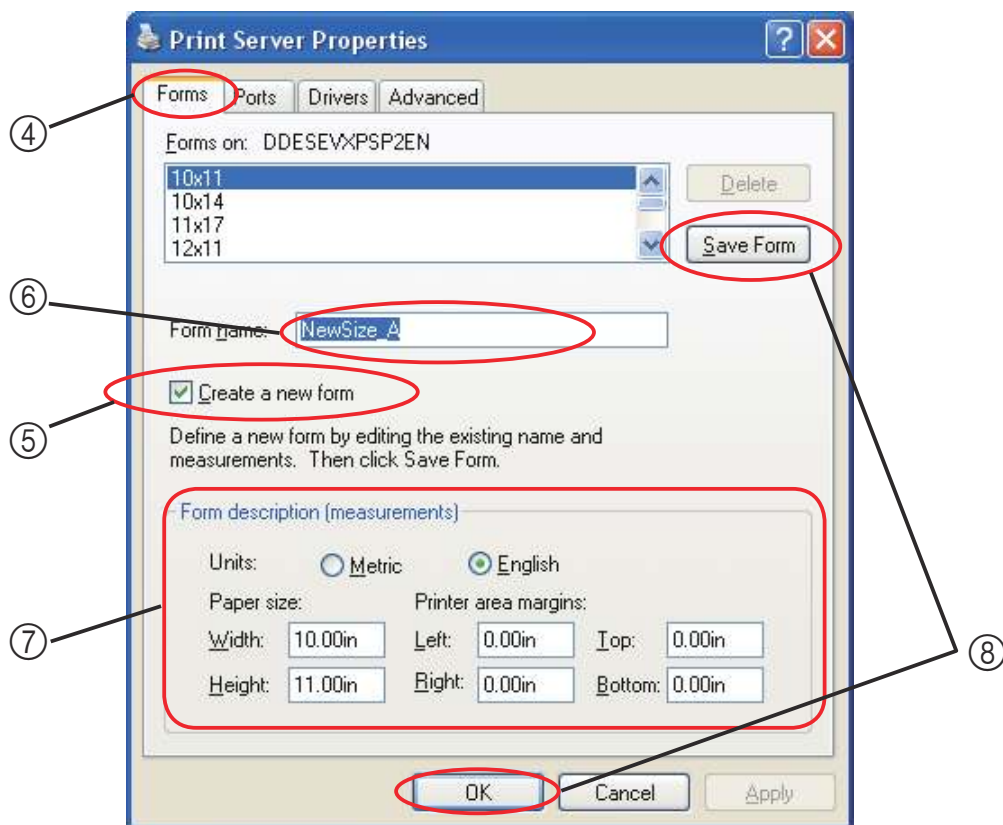 Print Server Properties
④
Forms Ports Drivers Advanced
Forms on: DDESEVXPSP2EN
10x11
10x14
11x17
12x11
Delete
Save Form
⑥
Form name: NewSize_A
⑤
Create a new form
Define a new form by editing the existing name and
measurements. Then click Save Form.
⑦
Form description (measurements)
Units: Metric English
Paper size: Printer area margins:
Width: 10.00in Left: 0.00in Top: 0.00in
Height: 11.00in Right: 0.00in Bottom: 0.00in
⑧
OK Cancel Apply